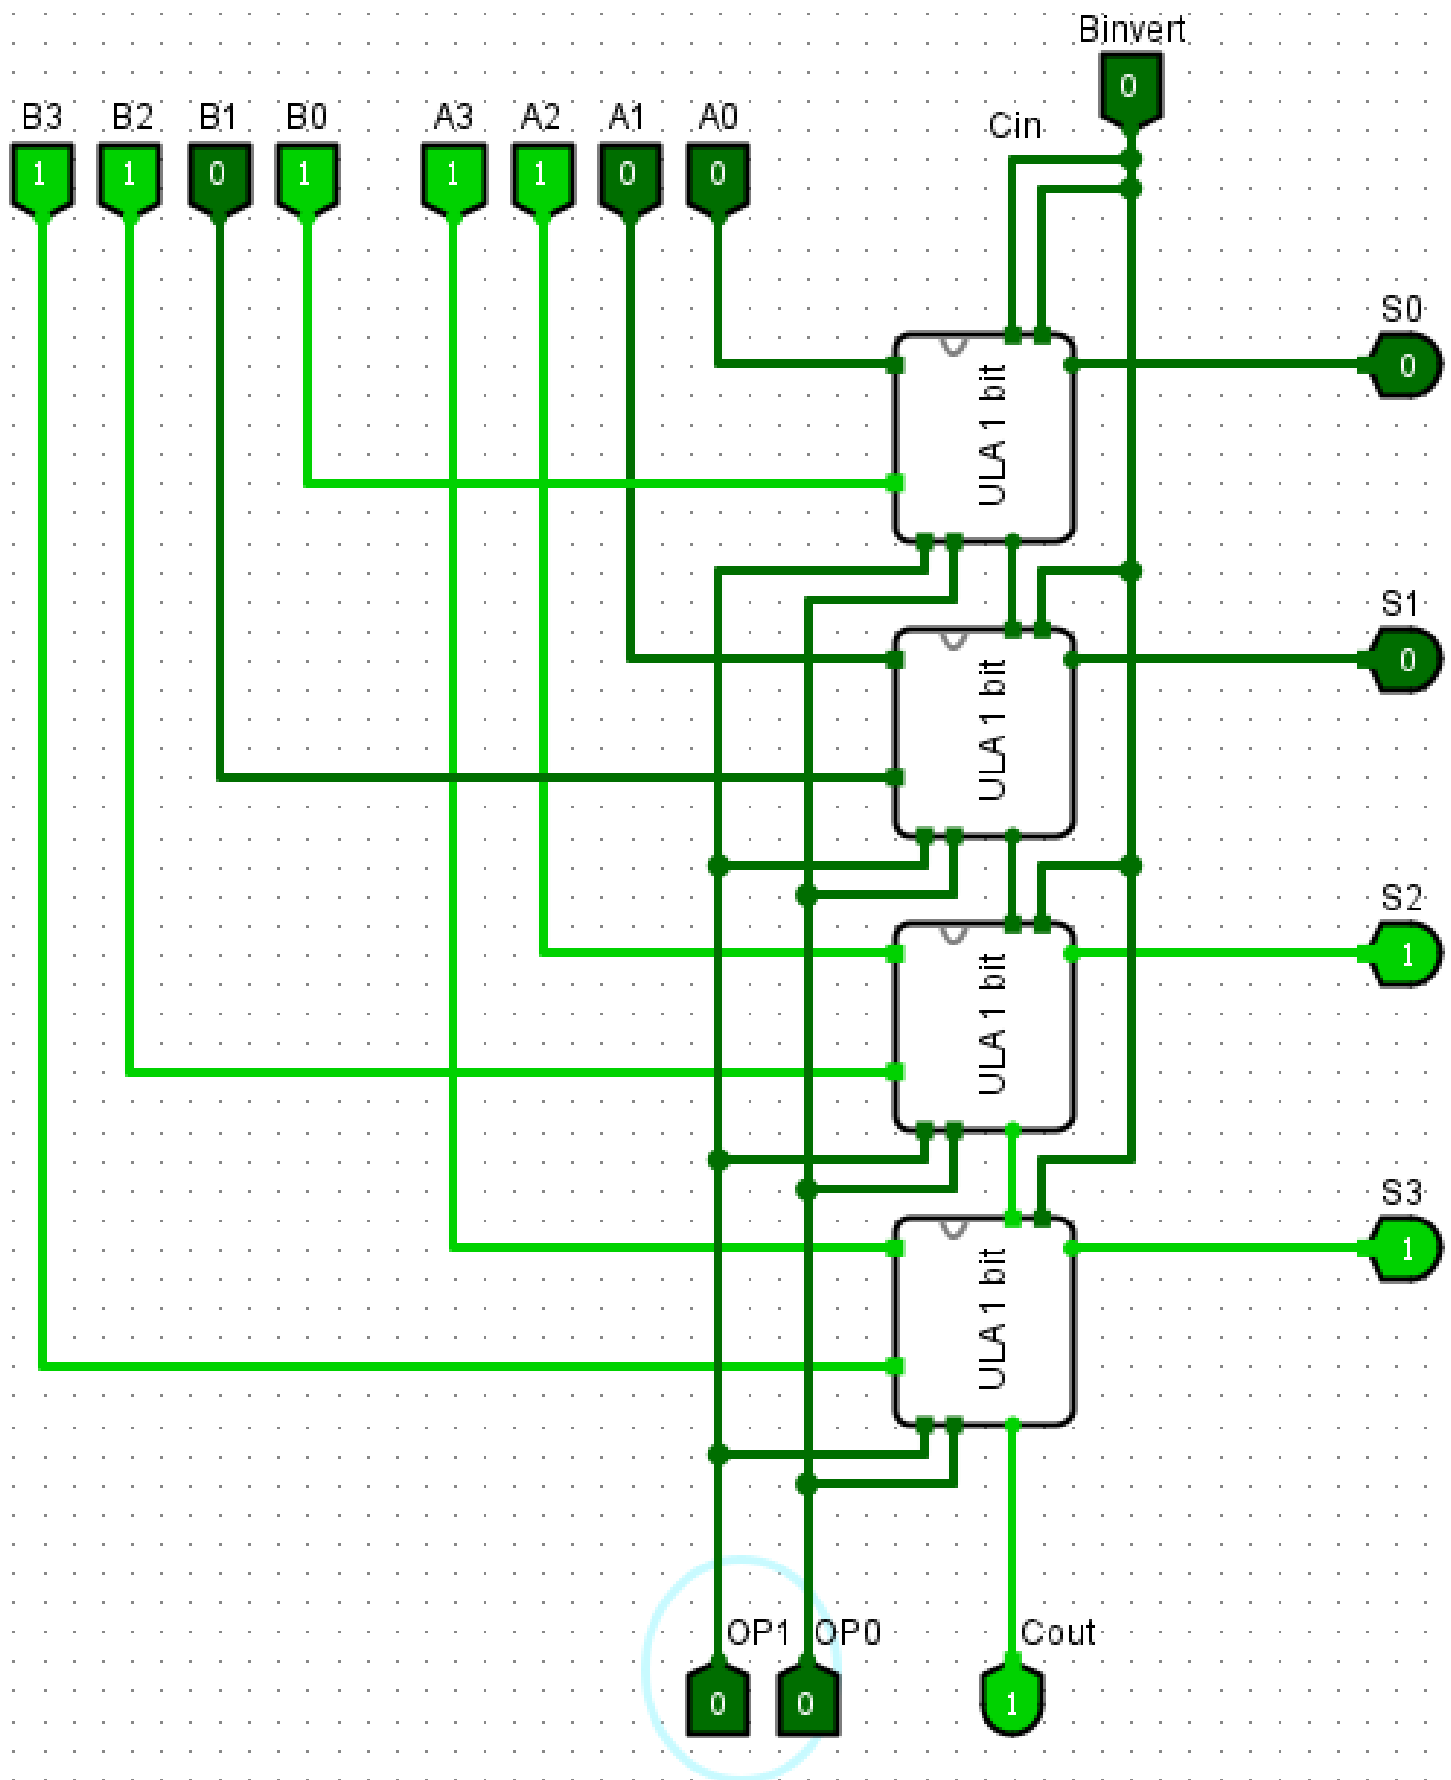 Binvert
0
Cin
B3 B2 B1 B0 A3 A2 A1 A0
1 1 0 1 1 1 0 0
S0
0
ULA 1 bit
S1
0
ULA 1 bit
S2
1
ULA 1 bit
S3
1
ULA 1 bit
OP1 OP0 Cout
0 0 1